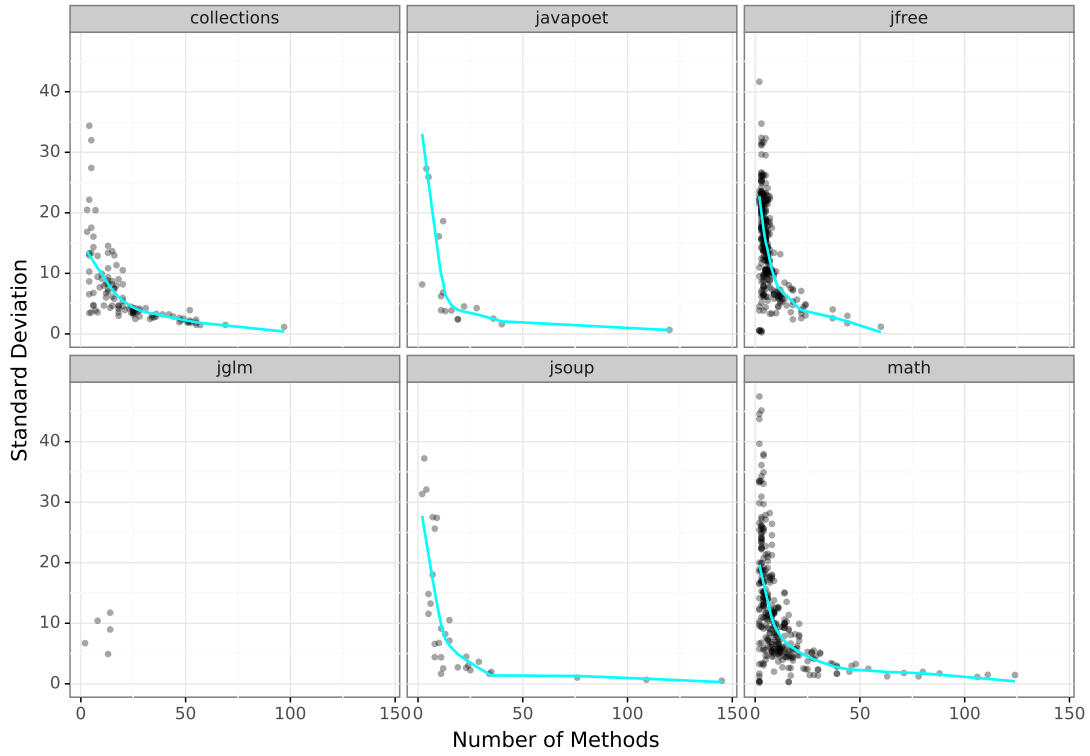 collections javapoet jfree
40
30
20
10
0
jglm jsoup math
40
30
20
10
0
0 50 100 150 0 50 100 150 0 50 100 150
Standard Deviation
Number of Methods